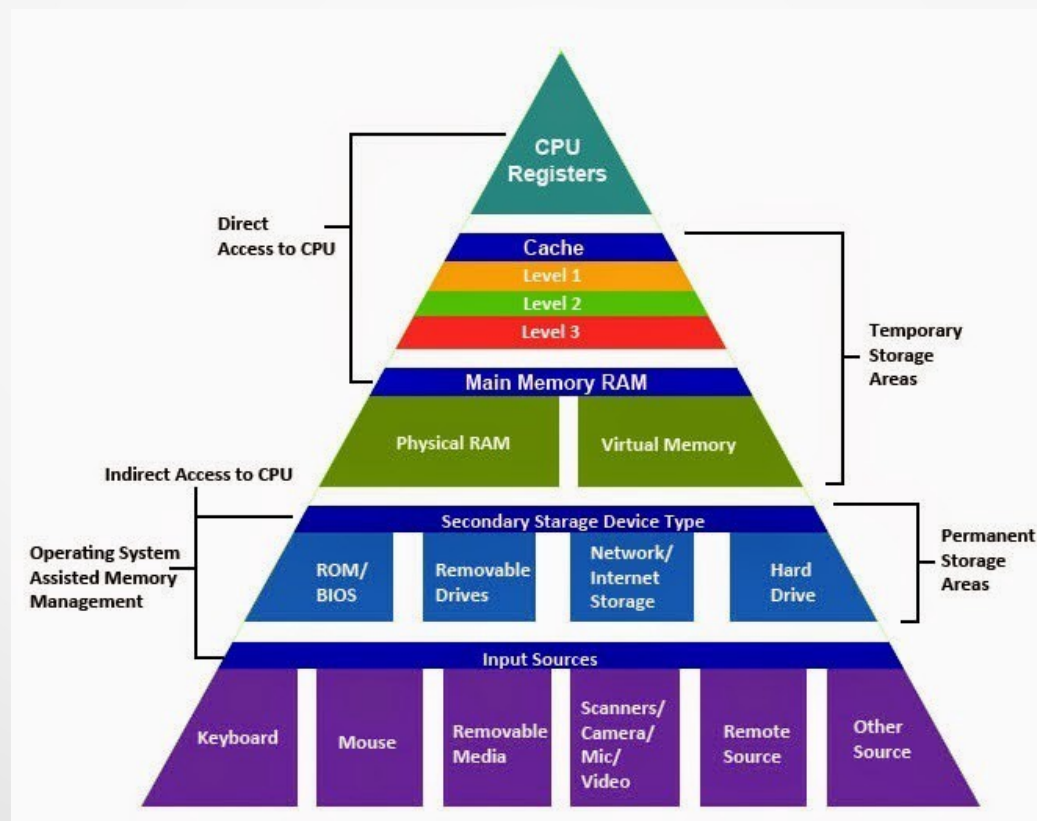 CPU
Registers
Direct
Access to CPU
Cache
Level 1
Level 2
Level 3
Temporary
Storage
Areas
Main Memory RAM
Physical RAM
Virtual Memory
Indirect Access to CPU
Operating System
Assisted Memory
Management
Secondary Starage Device Type
ROM/
BIOS
Removable
Drives
Network/
Internet
Storage
Hard
Drive
Permanent
Storage
Areas
Input Sources
Keyboard
Mouse
Removable
Media
Scanners/
Camera/
Mic/
Video
Remote
Source
Other
Source